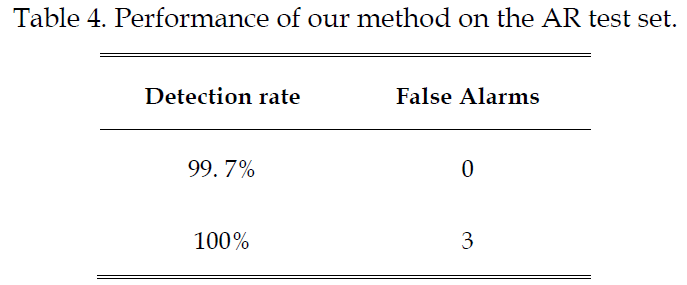 Table 4. Performance of our method on the AR test set.
Detection rate False Alarms
99. 7% 0
100% 3